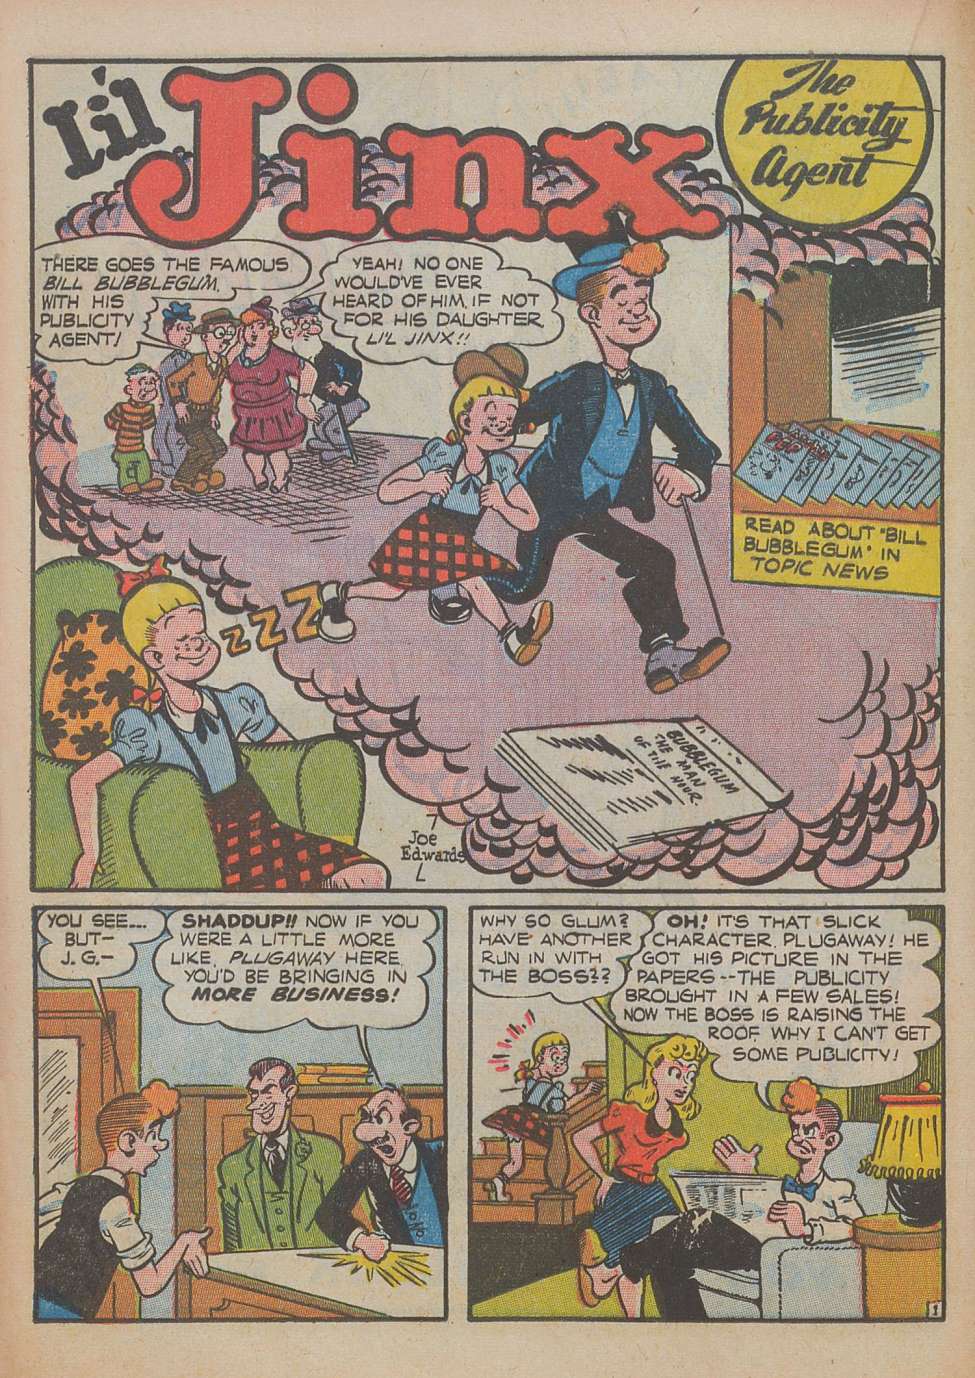 Li'l
Jinx
The
Publicity
Agent
THERE GOES THE FAMOUS
BILL BUBBLEGUM,
WITH HIS
PUBLICITY
AGENT!
YEAH! NO ONE
WOULD'VE EVER
HEARD OF HIM, IF NOT
FOR HIS DAUGHTER,
LI'L JINX!!
READ ABOUT "BILL
BUBBLEGUM" IN
TOPIC NEWS
ZZZ
BUBBLEGUM
THE MAN
OF THE HOUR
Joe
Edwards
YOU SEE...
BUT-
J. G.-
SHADDUP!! NOW IF YOU
WERE A LITTLE MORE
LIKE, PLUGAWAY HERE,
YOU'D BE BRINGING IN
MORE BUSINESS!
WHY SO GLUM?
HAVE ANOTHER
RUN IN WITH
THE BOSS??
OH! IT'S THAT SLICK
CHARACTER, PLUGAWAY! HE
GOT HIS PICTURE IN THE
PAPERS--THE PUBLICITY
BROUGHT IN A FEW SALES!
NOW THE BOSS IS RAISING THE
ROOF, WHY I CAN'T GET
SOME PUBLICITY!
1